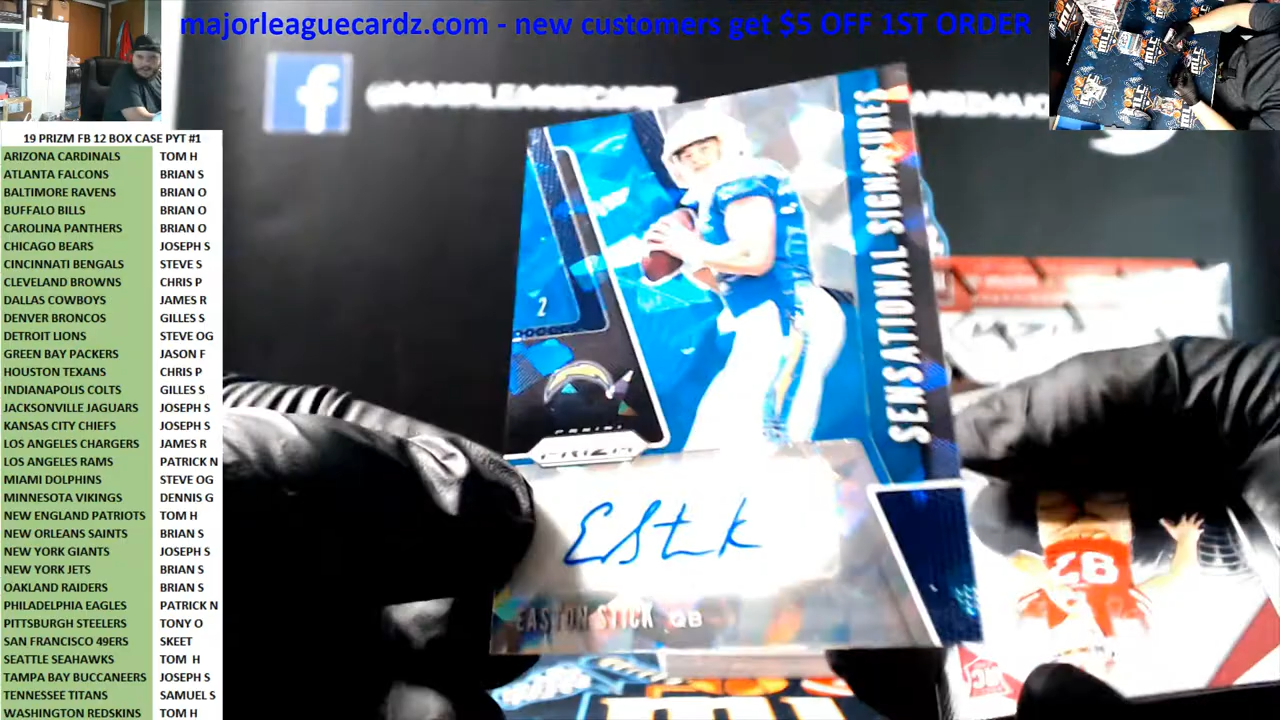 majorleaguecardz.com - new customers get $5 OFF 1ST ORDER
19 PRIZM FB 12 BOX CASE PYT #1
ARIZONA CARDINALS TOM H
ATLANTA FALCONS BRIAN S
BALTIMORE RAVENS BRIAN O
BUFFALO BILLS BRIAN O
CAROLINA PANTHERS BRIAN O
CHICAGO BEARS JOSEPH S
CINCINNATI BENGALS STEVE S
CLEVELAND BROWNS CHRIS P
DALLAS COWBOYS JAMES R
DENVER BRONCOS GILLES S
DETROIT LIONS STEVE OG
GREEN BAY PACKERS JASON F
HOUSTON TEXANS CHRIS P
INDIANAPOLIS COLTS GILLES S
JACKSONVILLE JAGUARS JOSEPH S
KANSAS CITY CHIEFS JOSEPH S
LOS ANGELES CHARGERS JAMES R
LOS ANGELES RAMS PATRICK N
MIAMI DOLPHINS STEVE OG
MINNESOTA VIKINGS DENNIS G
NEW ENGLAND PATRIOTS TOM H
NEW ORLEANS SAINTS BRIAN S
NEW YORK GIANTS JOSEPH S
NEW YORK JETS BRIAN S
OAKLAND RAIDERS BRIAN S
PHILADELPHIA EAGLES PATRICK N
PITTSBURGH STEELERS TONY O
SAN FRANCISCO 49ERS SKEET
SEATTLE SEAHAWKS TOM H
TAMPA BAY BUCCANEERS JOSEPH S
TENNESSEE TITANS SAMUEL S
WASHINGTON REDSKINS TOM H
f
@MAJORLEAGUECARDZ
SENSATIONAL SIGNATURES
2
PANINI
PRIZM
E Stick
EASTON STICK QB
28